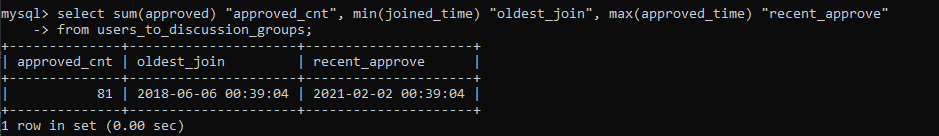 mysql> select sum(approved) "approved_cnt", min(joined_time) "oldest_join", max(approved_time) "recent_approve"
    -> from users_to_discussion_groups;
+--------------+---------------------+---------------------+
| approved_cnt | oldest_join         | recent_approve      |
+--------------+---------------------+---------------------+
|           81 | 2018-06-06 00:39:04 | 2021-02-02 00:39:04 |
+--------------+---------------------+---------------------+
1 row in set (0.00 sec)